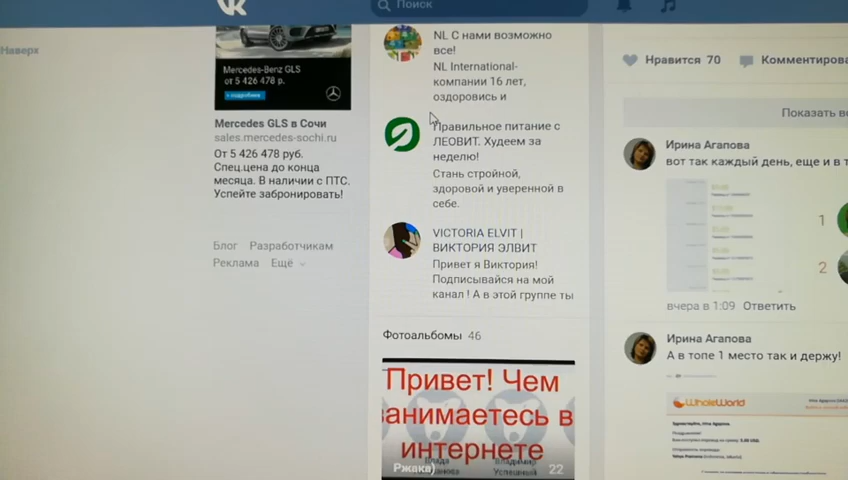 Поиск
Наверх
Mercedes-Benz GLS
от 5 426 478 р.
+ подробнее
Mercedes GLS в Сочи
sales.mercedes-sochi.ru
От 5 426 478 руб.
Спец.цена до конца
месяца. В наличии с ПТС.
Успейте забронировать!
Блог Разработчикам
Реклама Ещё
NL С нами возможно
все!
NL International-
компании 16 лет,
оздоровись и
Правильное питание с
ЛЕОВИТ. Худеем за
неделю!
Стань стройной,
здоровой и уверенной в
себе.
VICTORIA ELVIT |
ВИКТОРИЯ ЭЛВИТ
Привет я Виктория!
Подписывайся на мой
канал ! А в этой группе ты
Фотоальбомы 46
Привет! Чем
занимаетесь в
интернете
Ржака)
22
Нравится 70
Комментирова
Показать вс
Ирина Агапова
вот так каждый день, еще и в т
1
2
вчера в 1:09 Ответить
Ирина Агапова
А в топе 1 место так и держу!
WholeWorld